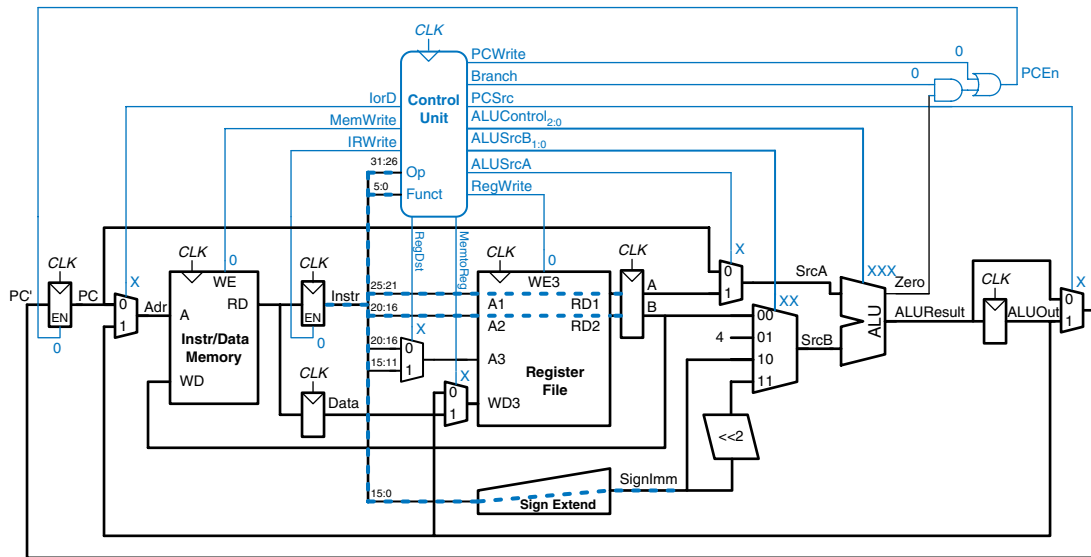 CLK
PCWrite
0
Branch
0
PCEn
IorD
Control
Unit
PCSrc
MemWrite
ALUControl2:0
IRWrite
ALUSrcB1:0
31:26
Op
ALUSrcA
5:0
Funct
RegWrite
RegDst
MemtoReg
CLK
X
CLK
0
CLK
CLK
0
CLK
X
XX
XXX
CLK
X
PC'
PC
EN
0
0
1
Adr
A
WE
RD
Instr/Data
Memory
WD
EN
0
Instr
25:21
20:16
A1
A2
WE3
RD1
RD2
A
B
0
1
SrcA
Zero
ALU
ALUResult
ALUOut
0
1
20:16
15:11
X
0
1
A3
Register
File
WD3
X
0
1
CLK
Data
00
4
01
10
11
SrcB
<<2
15:0
Sign Extend
SignImm